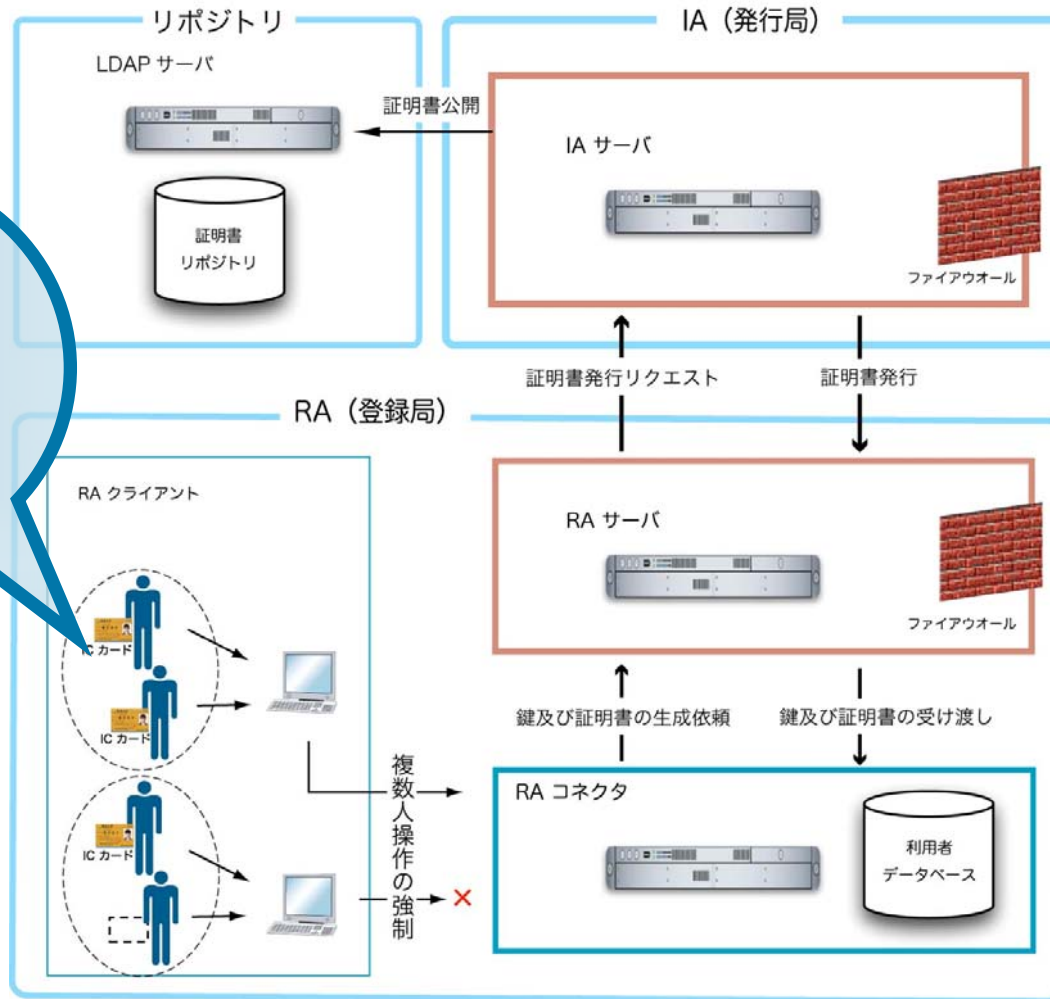 リポジトリ
LDAP サーバ
証明書
リポジトリ
証明書公開
IA（発行局）
IA サーバ
ファイアウオール
証明書発行リクエスト
証明書発行
RA（登録局）
RA クライアント
IC カード
IC カード
IC カード
複数人操作の強制
×
RA サーバ
ファイアウオール
鍵及び証明書の生成依頼
鍵及び証明書の受け渡し
RA コネクタ
利用者
データベース